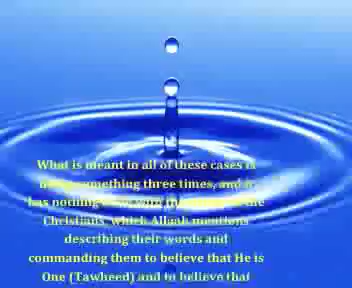 What is meant in all of these cases is
something three times, and it
has nothing the
Christians, which Allaah mentions
describing their words and
commanding them to believe that He is
One (Tawheed) and to believe that